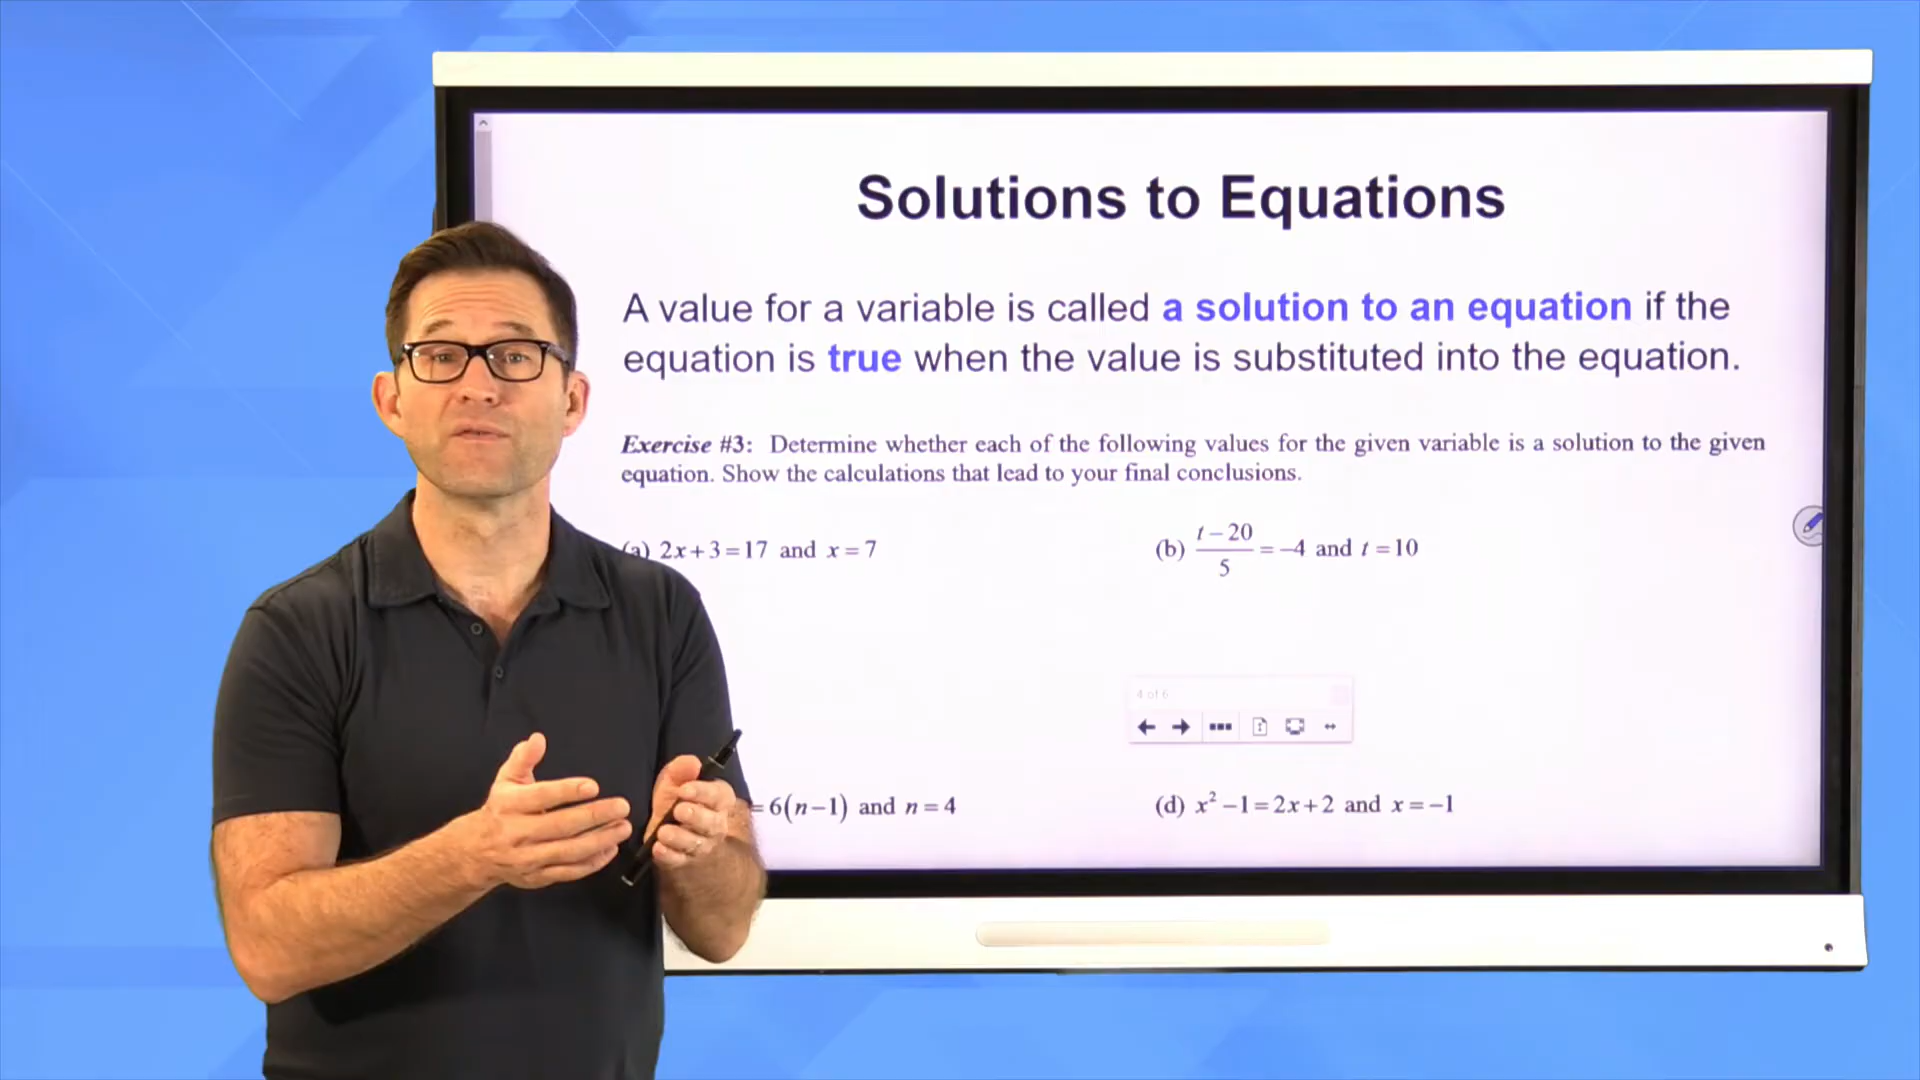 Solutions to Equations
A value for a variable is called a solution to an equation if the
equation is true when the value is substituted into the equation.
Exercise #3: Determine whether each of the following values for the given variable is a solution to the given
equation. Show the calculations that lead to your final conclusions.
(a) 2x+3=17 and x=7
(b) t−20
5
=−4 and t=10
4 of 6
=6(n−1) and n=4
(d) x²−1=2x+2 and x=−1